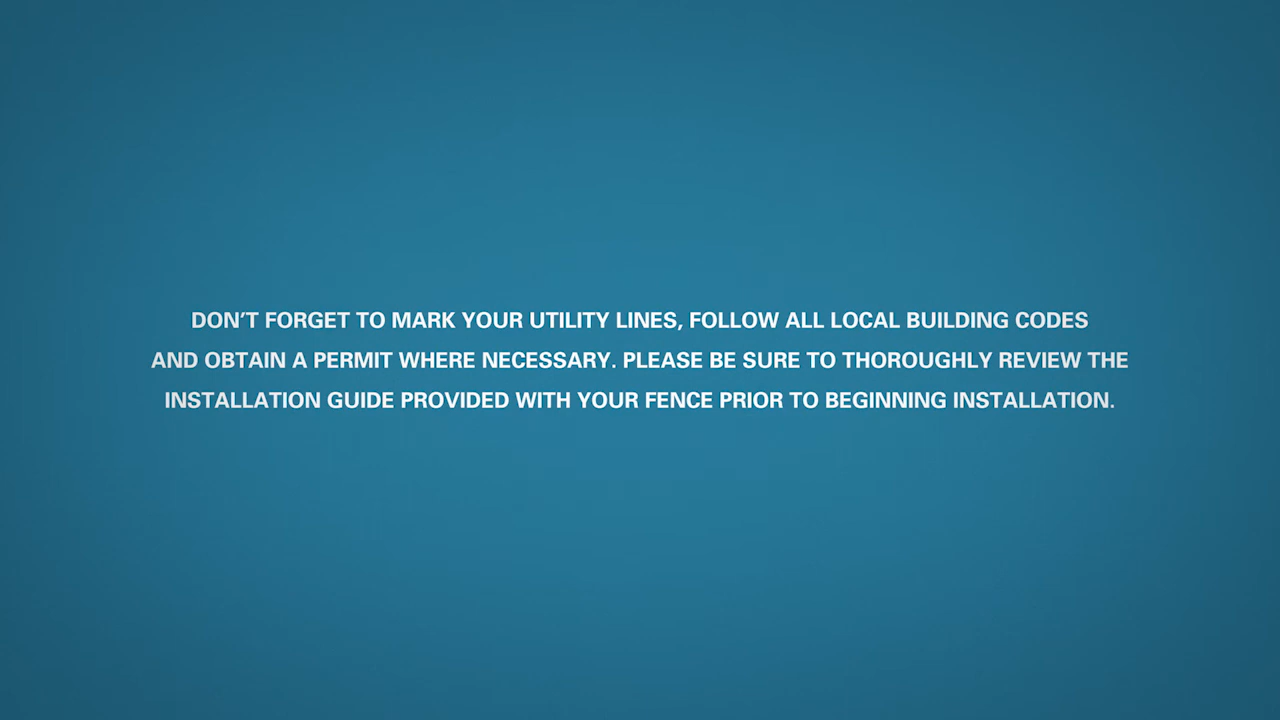 DON’T FORGET TO MARK YOUR UTILITY LINES, FOLLOW ALL LOCAL BUILDING CODES
AND OBTAIN A PERMIT WHERE NECESSARY. PLEASE BE SURE TO THOROUGHLY REVIEW THE
INSTALLATION GUIDE PROVIDED WITH YOUR FENCE PRIOR TO BEGINNING INSTALLATION.